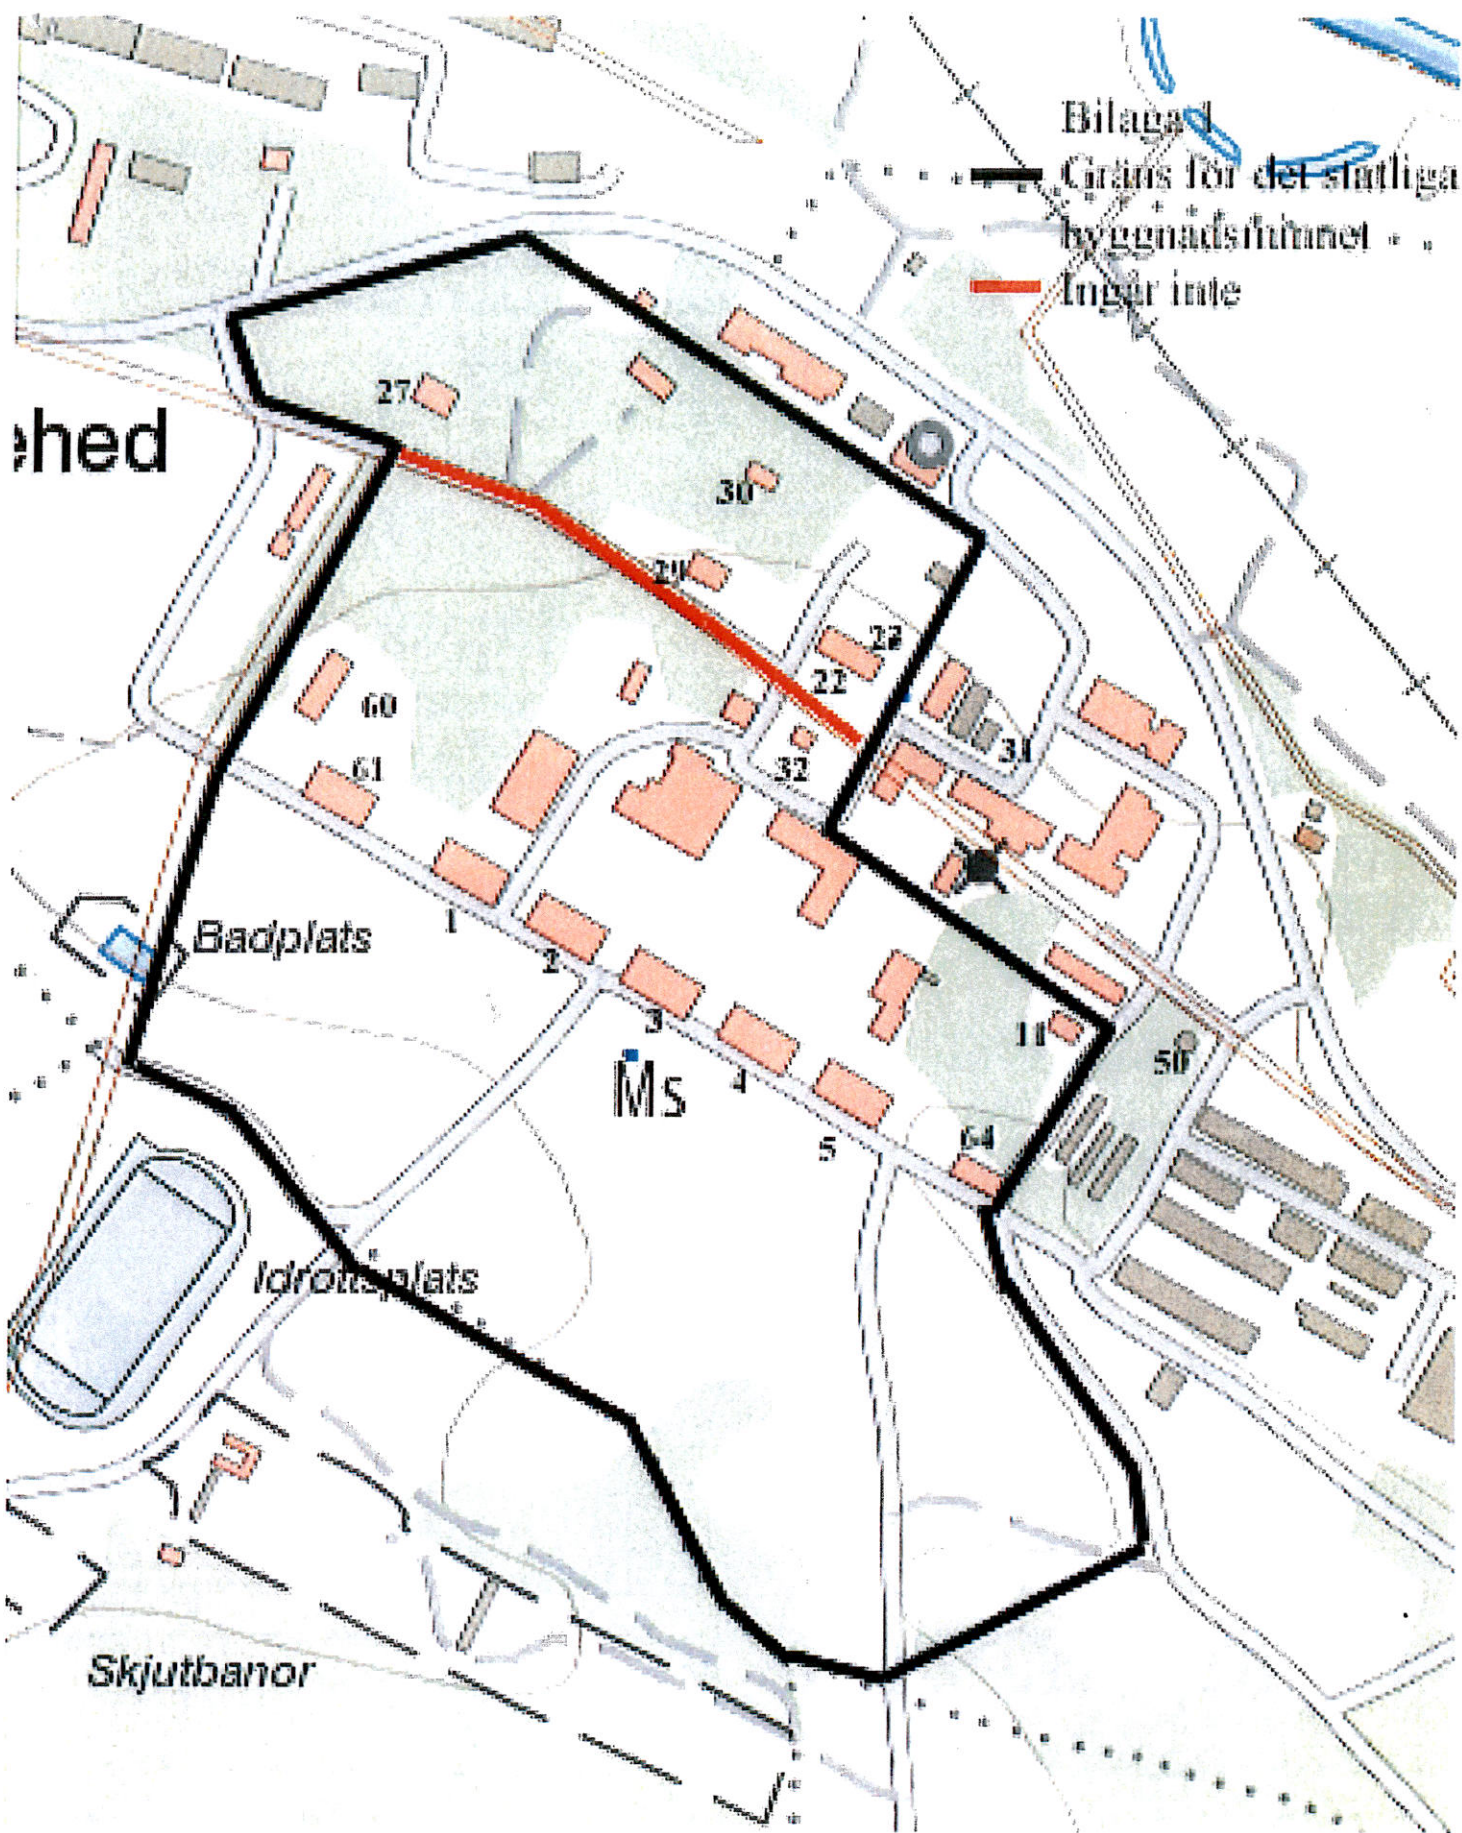 Bilaga 1
Gräns för det statliga
byggnadsminnet
Ingår inte
27
ehed
30
29
22
60
61
32
31
1
Badplats
2
3
11
50
Ms
4
64
5
Idrottsplats
Skjutbanor